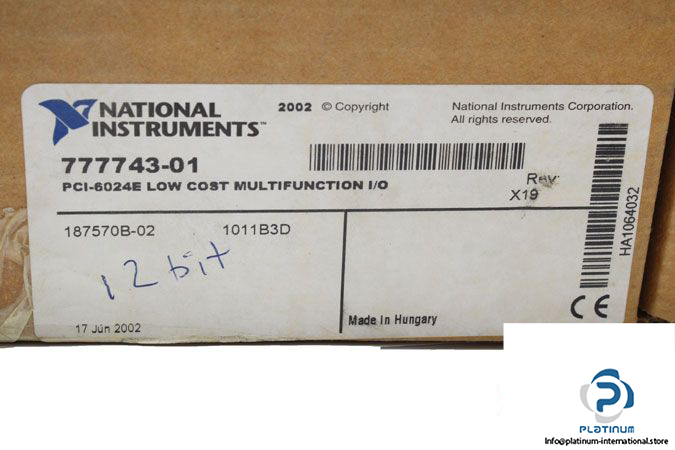 NATIONAL
INSTRUMENTS™
2002 © Copyright
National Instruments Corporation.
All rights reserved.
777743-01
PCI-6024E LOW COST MULTIFUNCTION I/O
Rev:
X19
187570B-02 1011B3D
12 bit
17 Jun 2002
Made in Hungary
HA1064032
CE
PLATINUM
Info@platinum-international.store